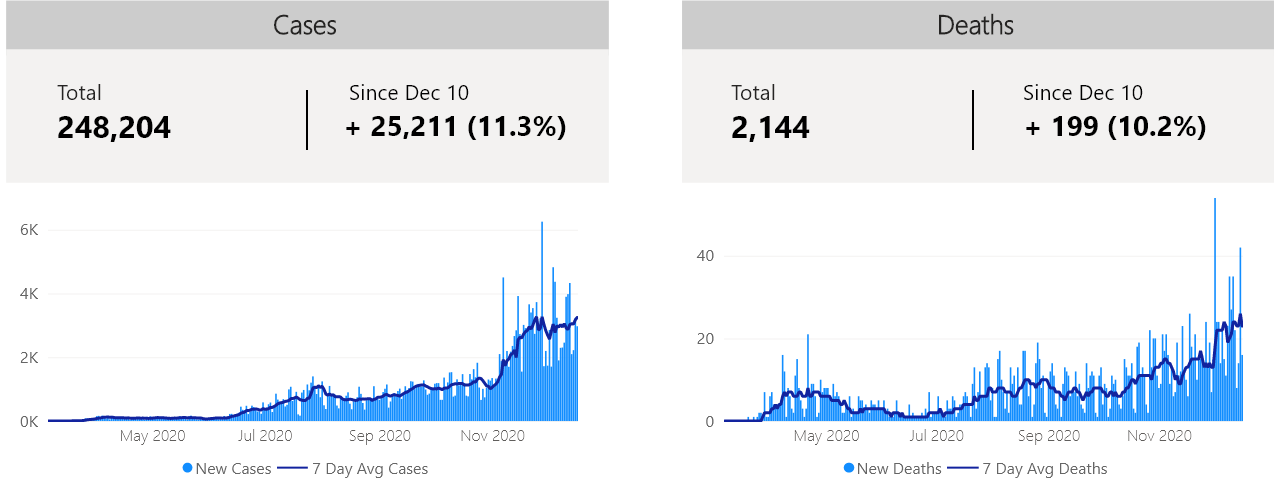 Cases
Total
248,204
Since Dec 10
+ 25,211 (11.3%)
6K
4K
2K
0K
May 2020
Jul 2020
Sep 2020
Nov 2020
New Cases
7 Day Avg Cases
Deaths
Total
2,144
Since Dec 10
+ 199 (10.2%)
40
20
0
May 2020
Jul 2020
Sep 2020
Nov 2020
New Deaths
7 Day Avg Deaths